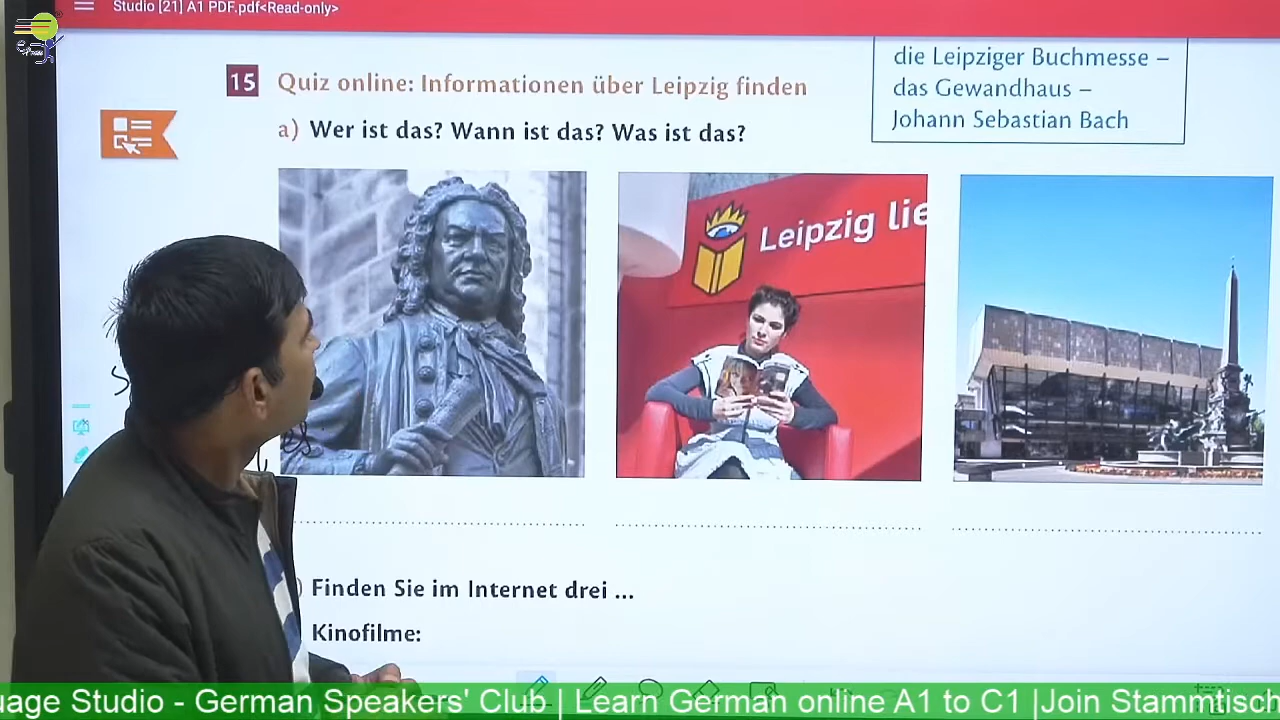 Studio [21] A1 PDF.pdf<Read-only>
die Leipziger Buchmesse –
das Gewandhaus –
Johann Sebastian Bach
15 Quiz online: Informationen über Leipzig finden
a) Wer ist das? Wann ist das? Was ist das?
Leipzig lie
Finden Sie im Internet drei ...
Kinofilme:
uage Studio - German Speakers' Club | Learn German online A1 to C1 |Join Stammtisch